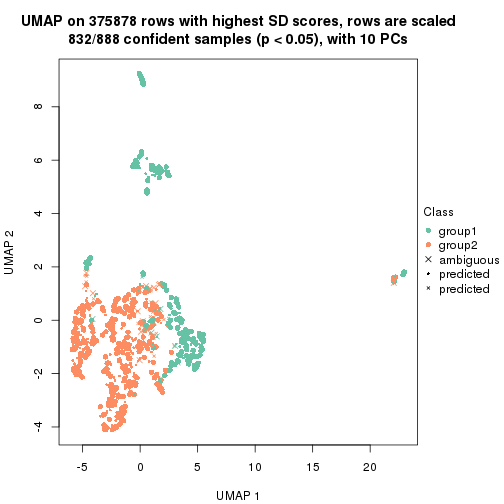 UMAP on 375878 rows with highest SD scores, rows are scaled
832/888 confident samples (p < 0.05), with 10 PCs
8
6
4
2
0
-2
-4
UMAP 2
-5
0
5
10
15
20
UMAP 1
Class
group1
group2
ambiguous
predicted
predicted